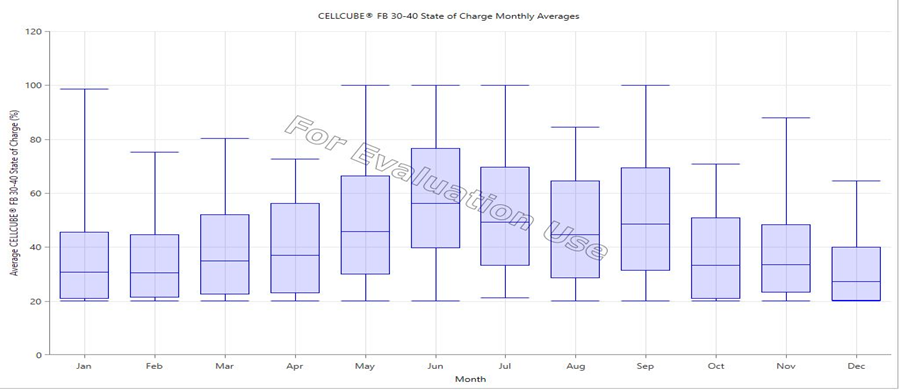 CELLCUBE® FB 30-40 State of Charge Monthly Averages
120
100
80
60
40
20
0
Average CELLCUBE® FB 30-40 State of Charge (%)
For Evaluation Use
Jan Feb Mar Apr May Jun Jul Aug Sep Oct Nov Dec
Month